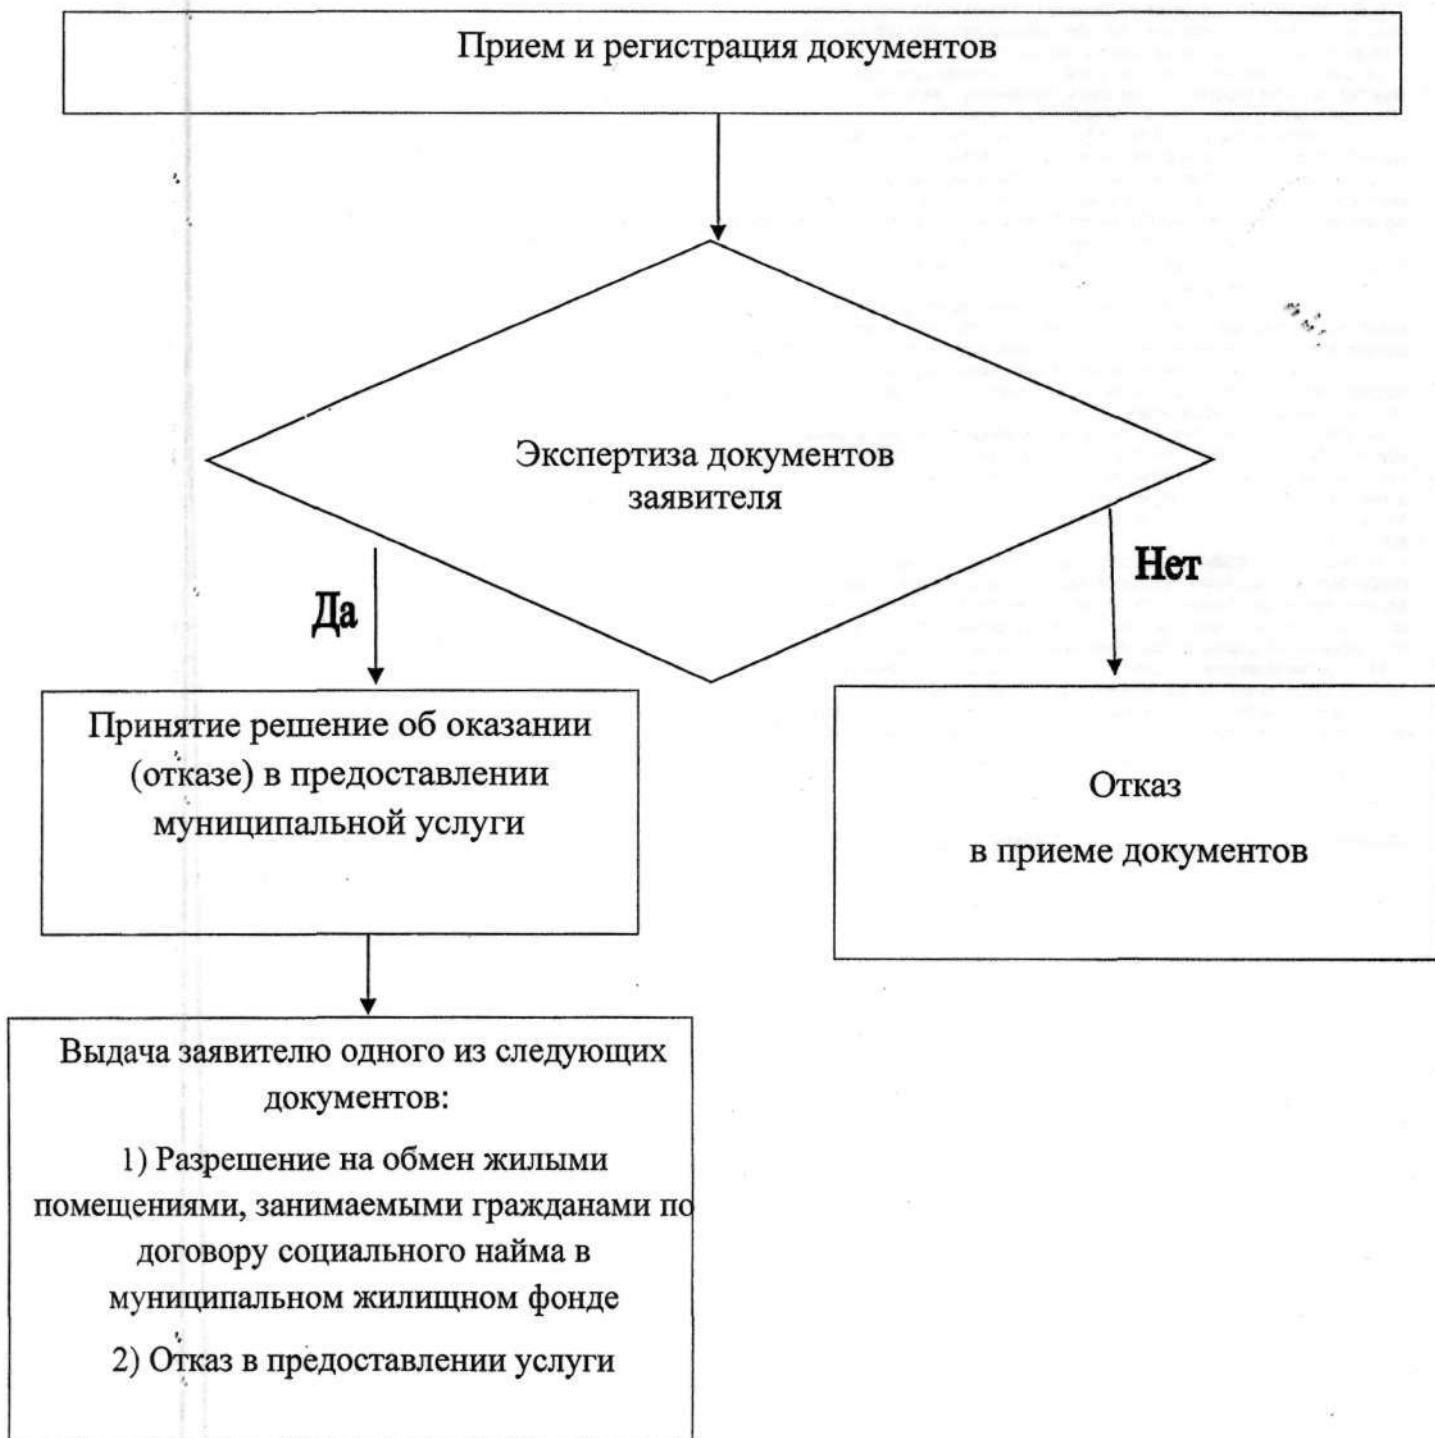 Прием и регистрация документов
Экспертиза документов
заявителя
Да
Нет
Принятие решение об оказании
(отказе) в предоставлении
муниципальной услуги
Отказ
в приеме документов
Выдача заявителю одного из следующих
документов:
1) Разрешение на обмен жилыми
помещениями, занимаемыми гражданами по
договору социального найма в
муниципальном жилищном фонде
2) Отказ в предоставлении услуги